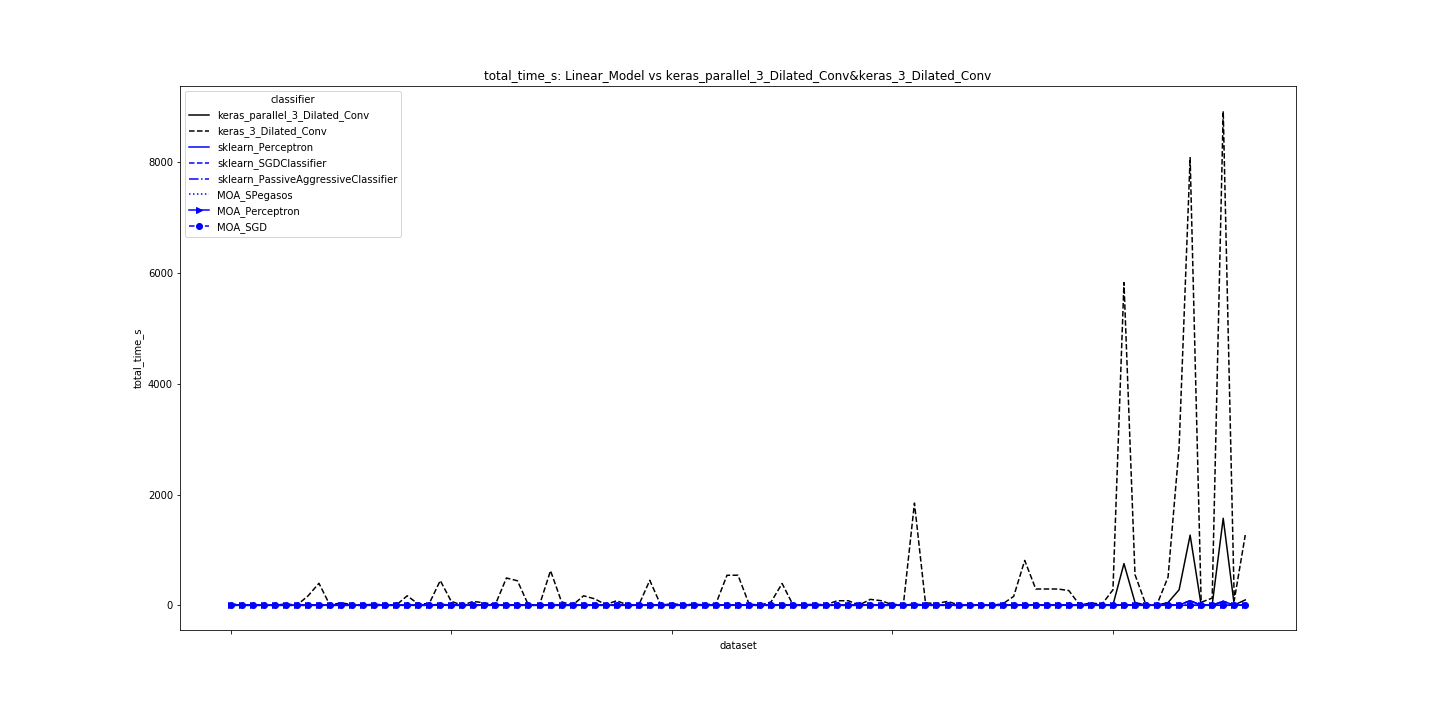 total_time_s: Linear_Model vs keras_parallel_3_Dilated_Conv&keras_3_Dilated_Conv
classifier
keras_parallel_3_Dilated_Conv
keras_3_Dilated_Conv
sklearn_Perceptron
sklearn_SGDClassifier
sklearn_PassiveAggressiveClassifier
MOA_SPegasos
MOA_Perceptron
MOA_SGD
8000
6000
4000
2000
0
total_time_s
dataset